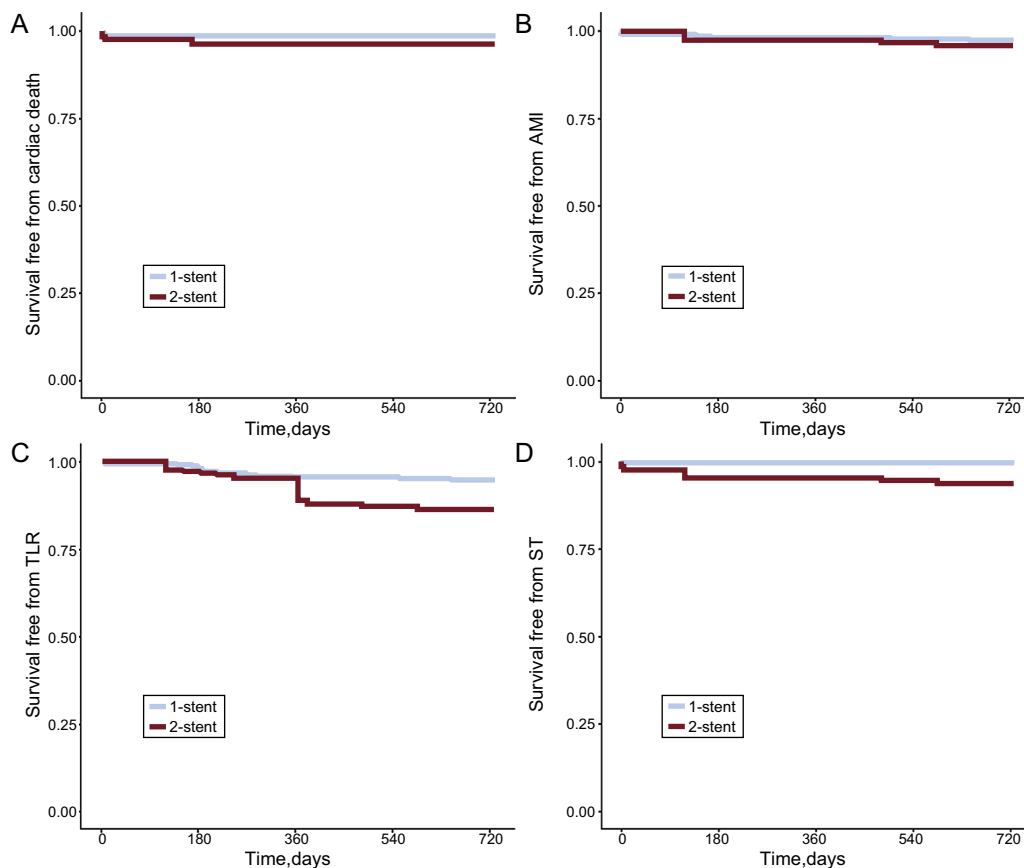 A
Survival free from cardiac death
1.00
0.75
0.50
0.25
0.00
1-stent
2-stent
0 180 360 540 720
Time,days
B
Survival free from AMI
1.00
0.75
0.50
0.25
0.00
1-stent
2-stent
0 180 360 540 720
Time,days
C
Survival free from TLR
1.00
0.75
0.50
0.25
0.00
1-stent
2-stent
0 180 360 540 720
Time,days
D
Survival free from ST
1.00
0.75
0.50
0.25
0.00
1-stent
2-stent
0 180 360 540 720
Time,days